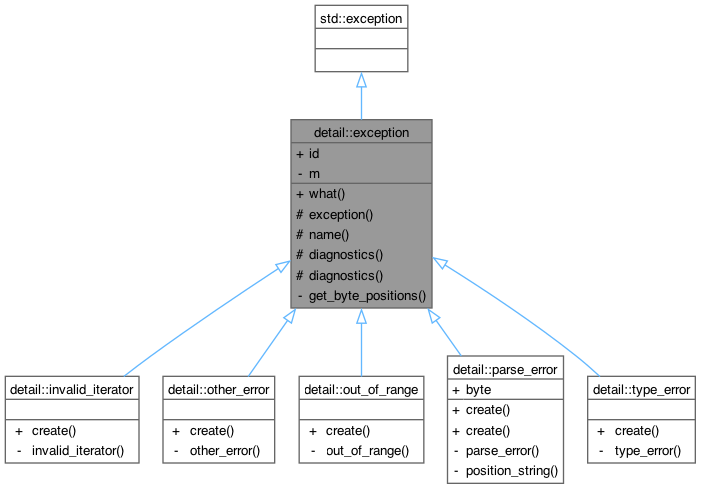 std::exception
detail::exception
+ id
- m
+ what()
# exception()
# name()
# diagnostics()
# diagnostics()
- get_byte_positions()
detail::invalid_iterator
+ create()
- invalid_iterator()
detail::other_error
+ create()
- other_error()
detail::out_of_range
+ create()
- out_of_range()
detail::parse_error
+ byte
+ create()
+ create()
- parse_error()
- position_string()
detail::type_error
+ create()
- type_error()